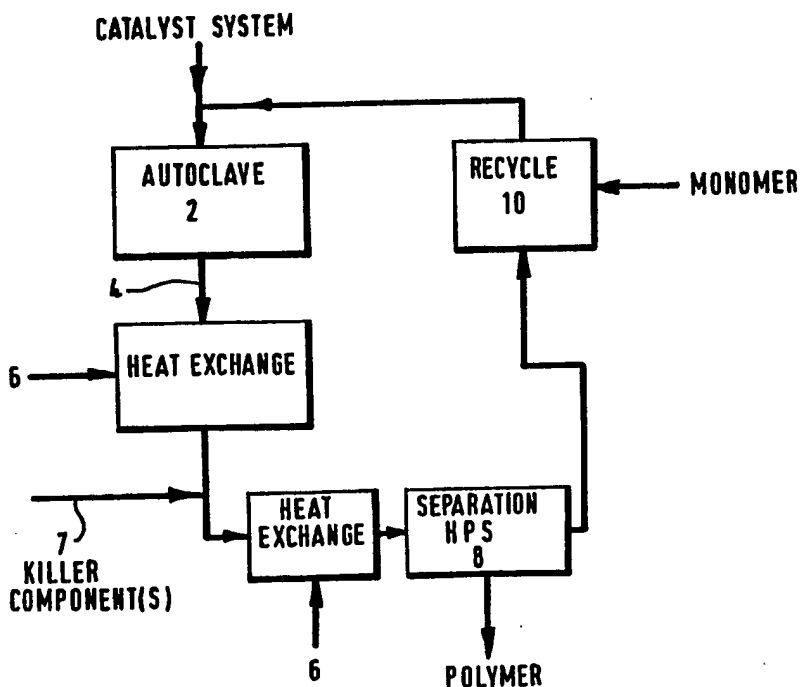 CATALYST SYSTEM
AUTOCLAVE
2
RECYCLE
10
MONOMER
4
HEAT EXCHANGE
6
7
KILLER
COMPONENT(S)
HEAT
EXCHANGE
6
SEPARATION
HPS
8
POLYMER